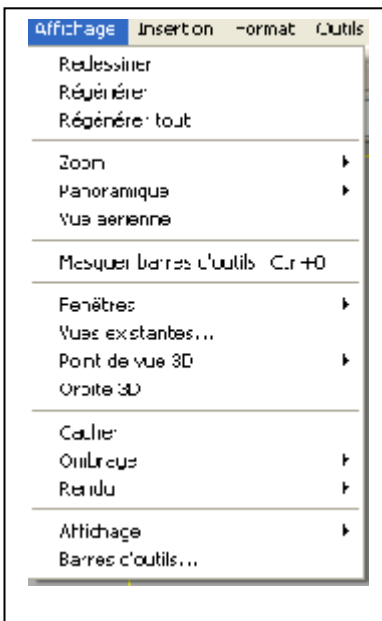 Affichage Insertion Format Outils
Redessiner
Régénérer
Régénérer tout
Zoom
Panoramique
Vue aérienne
Masquer barres d'outils Ctrl+0
Fenêtres
Vues existantes...
Point de vue 3D
Orbite 3D
Cacher
Ombrage
Rendu
Affichage
Barres d'outils...